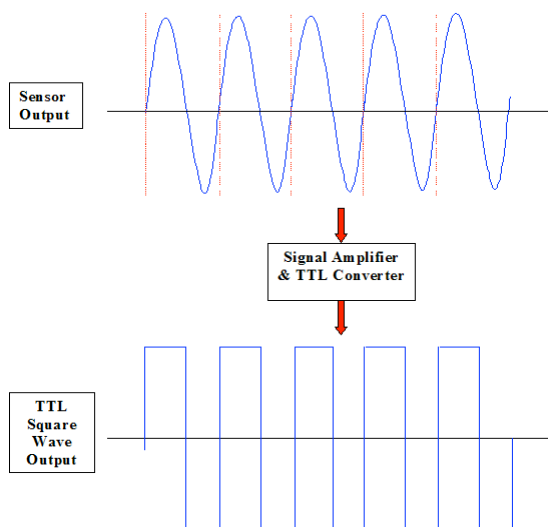 Sensor
Output
Signal Amplifier
& TTL Converter
TTL
Square
Wave
Output